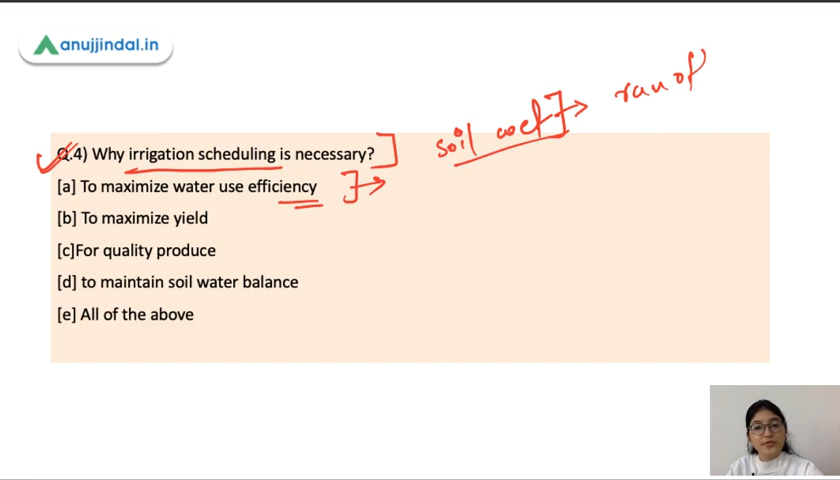 anujjindal.in
soil wet → runof
Q.4) Why irrigation scheduling is necessary?
[a] To maximize water use efficiency
[b] To maximize yield
[c]For quality produce
[d] to maintain soil water balance
[e] All of the above